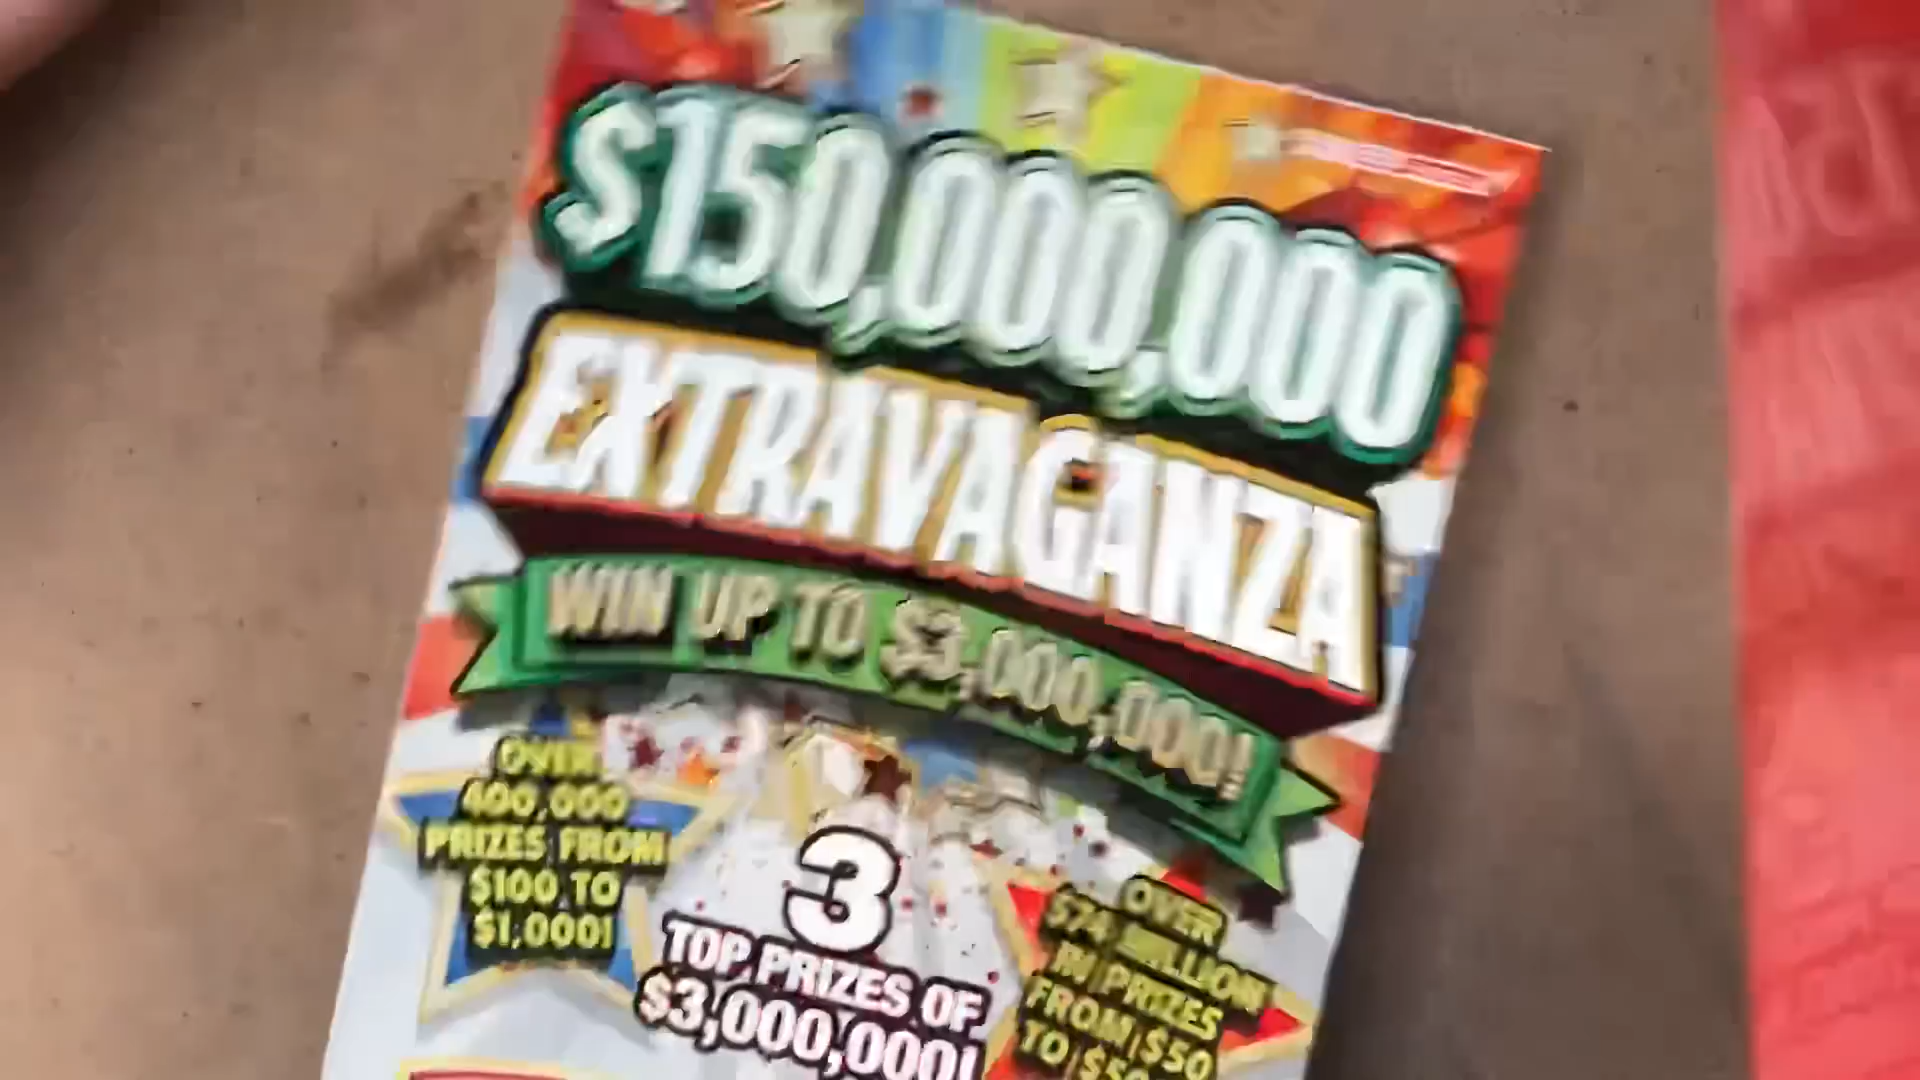 $150,000,000
EXTRAVAGANZA
WIN UP TO $3,000,000!
OVER
400,000
PRIZES FROM
$100 TO
$1,000!
3
TOP PRIZES OF
$3,000,000!
OVER
$74 MILLION
IN PRIZES
FROM $50
TO